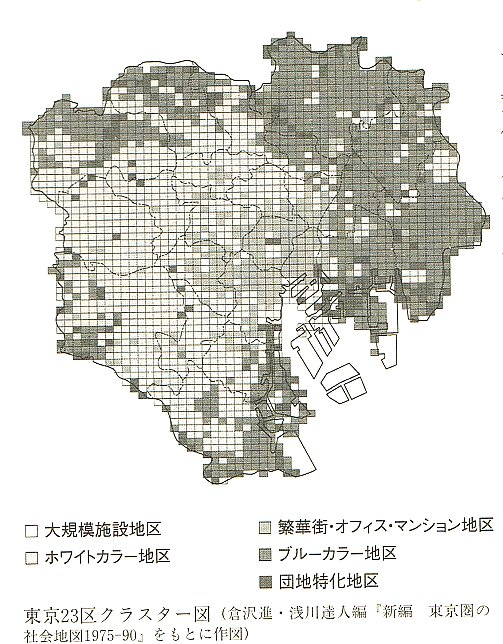 大規模施設地区
ホワイトカラー地区
繁華街・オフィス・マンション地区
ブルーカラー地区
団地特化地区
東京23区クラスター図(倉沢進・浅川達人編『新編 東京圏の
社会地図1975-90』をもとに作図)